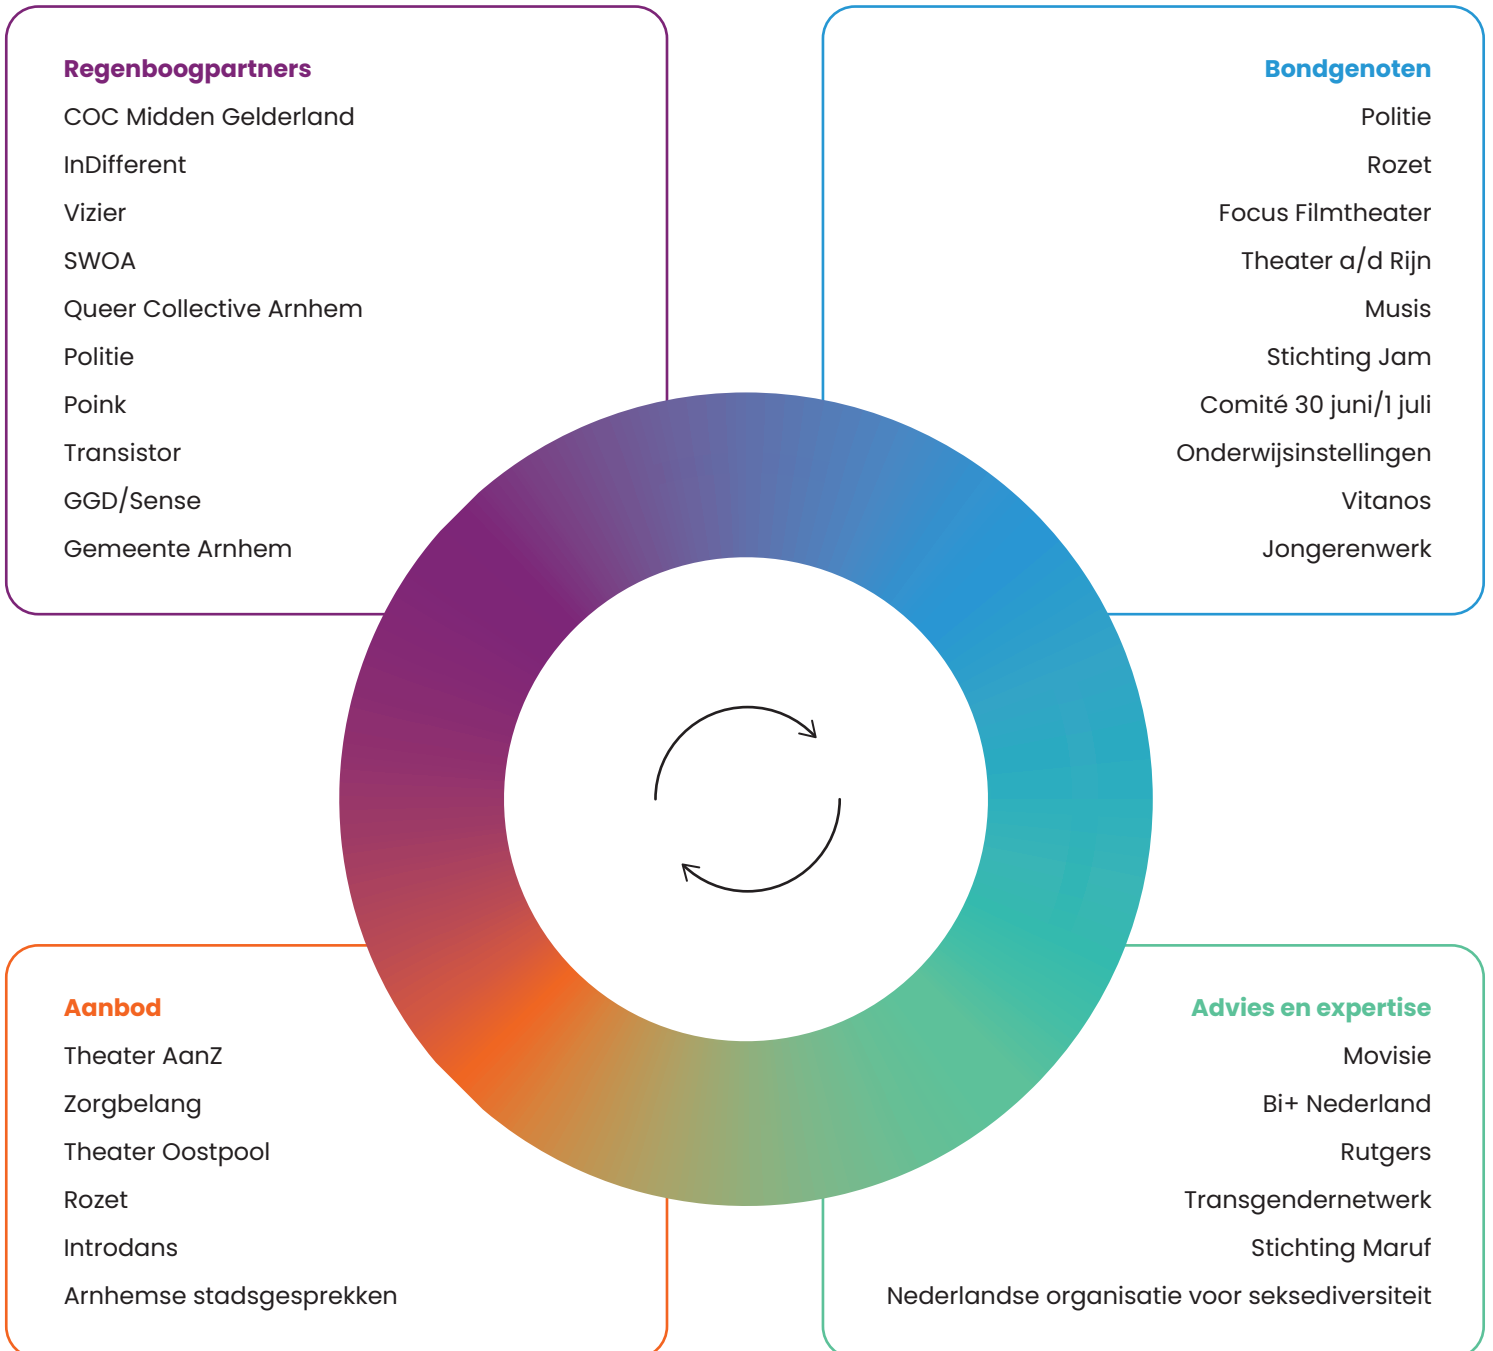 Regenboogpartners
COC Midden Gelderland
InDifferent
Vizier
SWOA
Queer Collective Arnhem
Politie
Poink
Transistor
GGD/Sense
Gemeente Arnhem
Bondgenoten
Politie
Rozet
Focus Filmtheater
Theater a/d Rijn
Musis
Stichting Jam
Comité 30 juni/1 juli
Onderwijsinstellingen
Vitanos
Jongerenwerk
Aanbod
Theater AanZ
Zorgbelang
Theater Oostpool
Rozet
Introdans
Arnhemse stadsgesprekken
Advies en expertise
Movisie
Bi+ Nederland
Rutgers
Transgendernetwerk
Stichting Maruf
Nederlandse organisatie voor seksediversiteit